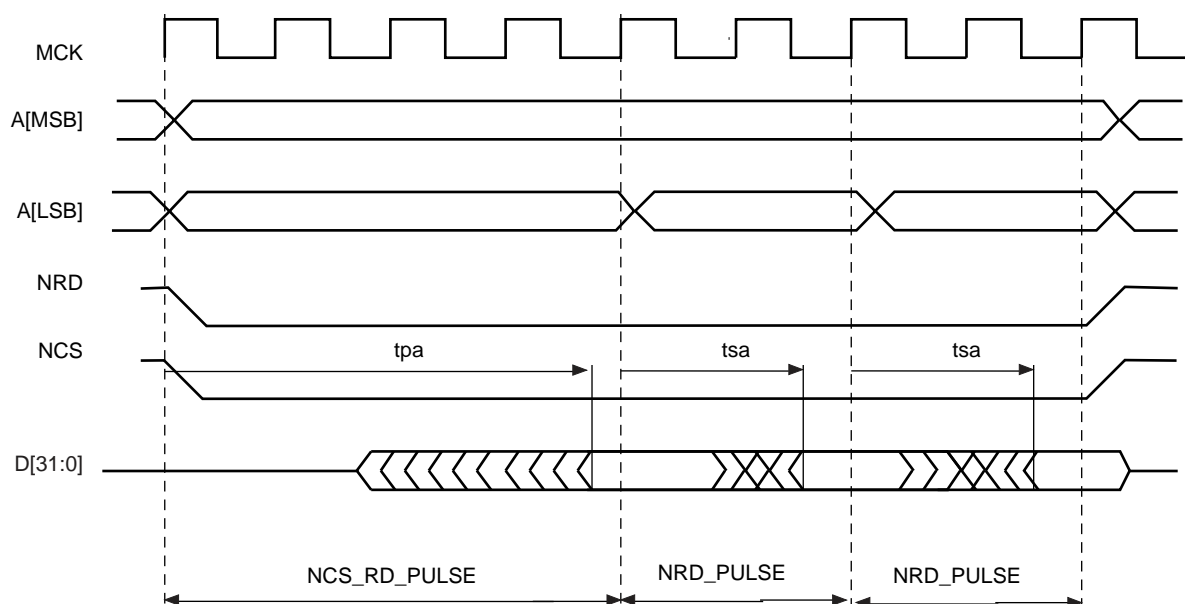 MCK
A[MSB]
A[LSB]
NRD
NCS
tpa
tsa
tsa
D[31:0]
NCS_RD_PULSE
NRD_PULSE
NRD_PULSE